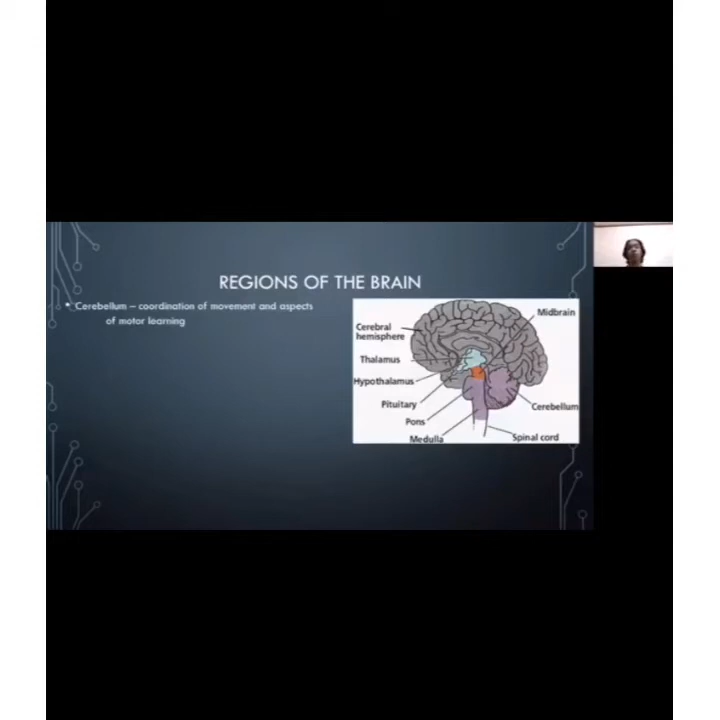 REGIONS OF THE BRAIN
• Cerebellum – coordination of movement and aspects
of motor learning
Midbrain
Cerebral
hemisphere
Thalamus
Hypothalamus
Pituitary
Cerebellum
Pons
Medulla
Spinal cord